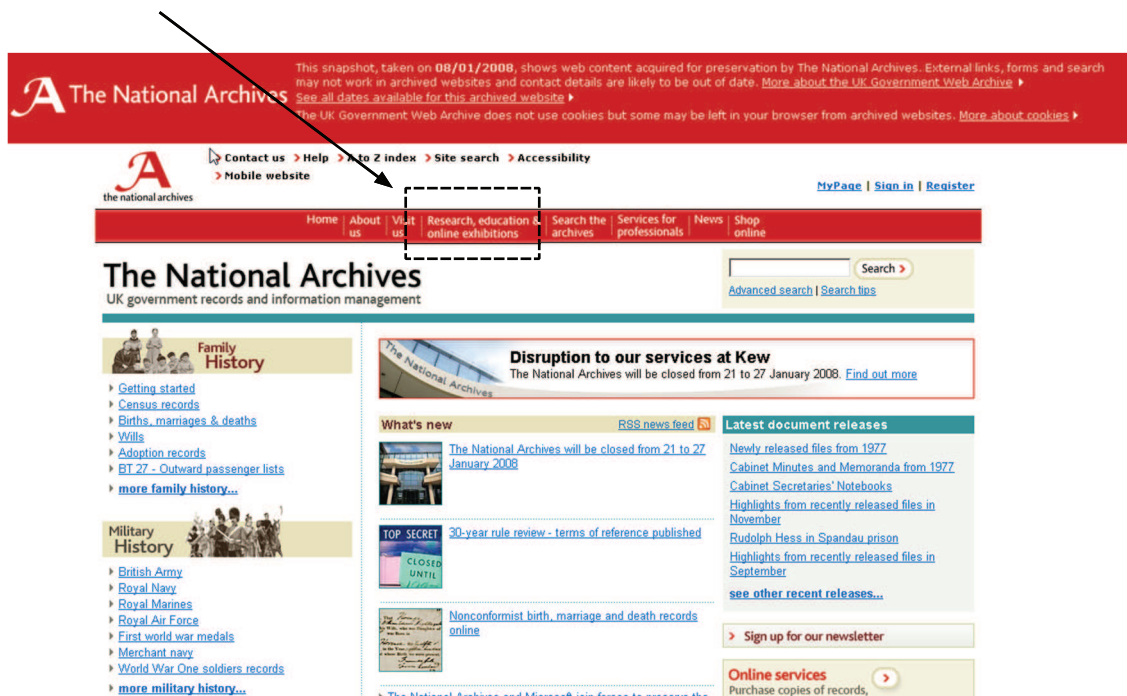 This snapshot, taken on 08/01/2008, shows web content acquired for preservation by The National Archives. External links, forms and search
may not work in archived websites and contact details are likely to be out of date. More about the UK Government Web Archive
See all dates available for this archived website
The UK Government Web Archive does not use cookies but some may be left in your browser from archived websites. More about cookies
The National Archives
Contact us Help A to Z index Site search Accessibility
Mobile website
the national archives
MyPage | Sign in | Register
Home | About us | Visit us | Research, education & online exhibitions | Search the archives | Services for professionals | News | Shop online
The National Archives
UK government records and information management
Search
Advanced search | Search tips
Family
History
Getting started
Census records
Births, marriages & deaths
Wills
Adoption records
BT 27 - Outward passenger lists
more family history...
Military
History
British Army
Royal Navy
Royal Marines
Royal Air Force
First world war medals
Merchant navy
World War One soldiers records
more military history...
The National Archives
Disruption to our services at Kew
The National Archives will be closed from 21 to 27 January 2008. Find out more
What's new
RSS news feed
The National Archives will be closed from 21 to 27
January 2008
TOP SECRET
CLOSED
UNTIL
30-year rule review - terms of reference published
Nonconformist birth, marriage and death records
online
The National Archives and Microsoft join forces to preserve the
Latest document releases
Newly released files from 1977
Cabinet Minutes and Memoranda from 1977
Cabinet Secretaries' Notebooks
Highlights from recently released files in
November
Rudolph Hess in Spandau prison
Highlights from recently released files in
September
see other recent releases...
Sign up for our newsletter
Online services
Purchase copies of records,